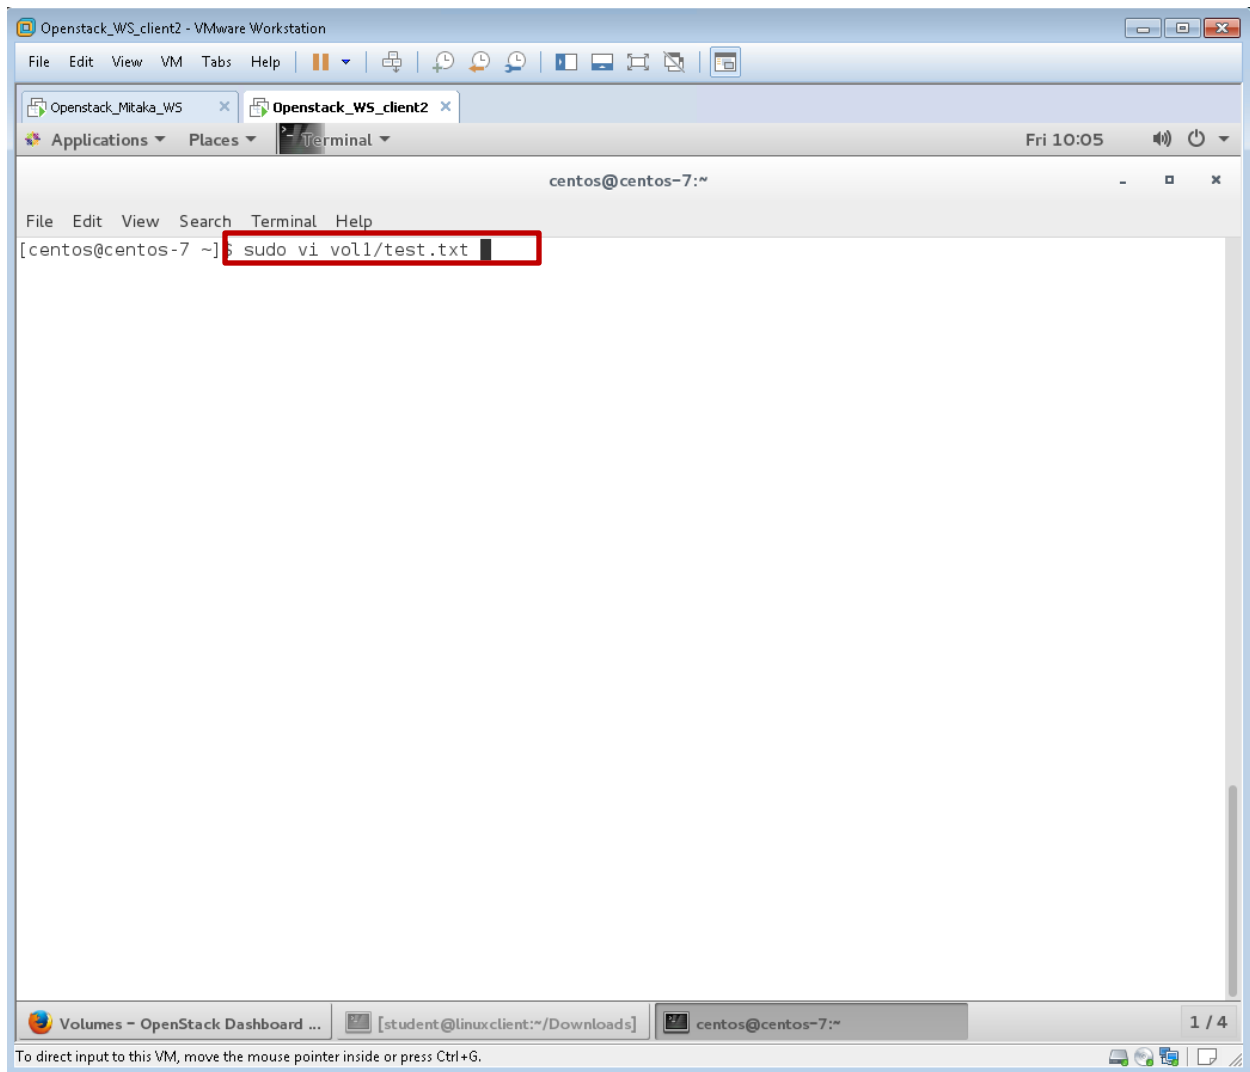 Openstack_WS_client2 - VMware Workstation
File Edit View VM Tabs Help
Openstack_Mitaka_WS Openstack_WS_client2
Applications Places Terminal Fri 10:05
centos@centos-7:~
File Edit View Search Terminal Help
[centos@centos-7 ~]$ sudo vi vol1/test.txt
Volumes - OpenStack Dashboard ... [student@linuxclient:~/Downloads] centos@centos-7:~ 1 / 4
To direct input to this VM, move the mouse pointer inside or press Ctrl+G.